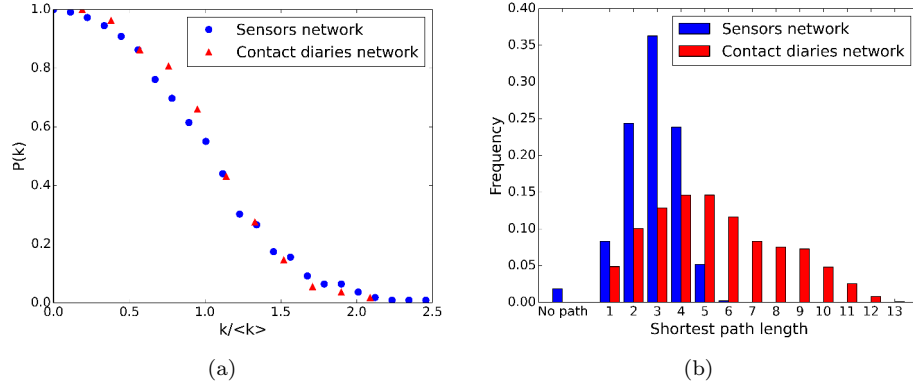 1.0
0.8
0.6
0.4
0.2
0.0
P(k)
0.0 0.5 1.0 1.5 2.0 2.5
k/<k>
Sensors network
Contact diaries network
(a)
0.40
0.35
0.30
0.25
0.20
0.15
0.10
0.05
0.00
Frequency
No path 1 2 3 4 5 6 7 8 9 10 11 12 13
Shortest path length
Sensors network
Contact diaries network
(b)